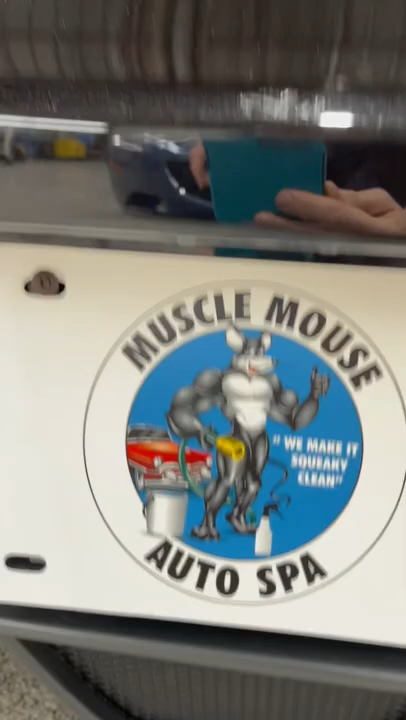 MUSCLE MOUSE
"WE MAKE IT
SQUEAKY
CLEAN"
AUTO SPA